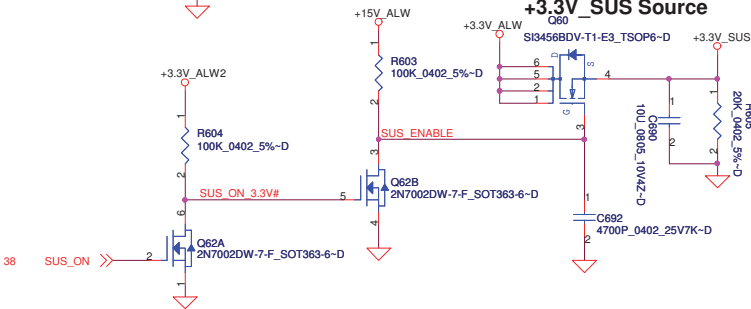 +3.3V_SUS Source
+15V_ALW
+3.3V_ALW
Q60
SI3456BDV-T1-E3_TSOP6~D
+3.3V_SUS
1
R603
100K_0402_5%~D
2
D
S
G
6
5
2
1
4
3
+3.3V_ALW2
1
R604
100K_0402_5%~D
2
1
C690
10U_0805_10V4Z~D
2
1
20K_0402_5%~D
2
SUS_ENABLE
3
Q62B
2N7002DW-7-F_SOT363-6~D
5
4
SUS_ON_3.3V#
6
Q62A
2N7002DW-7-F_SOT363-6~D
2
1
1
C692
4700P_0402_25V7K~D
2
38
SUS_ON